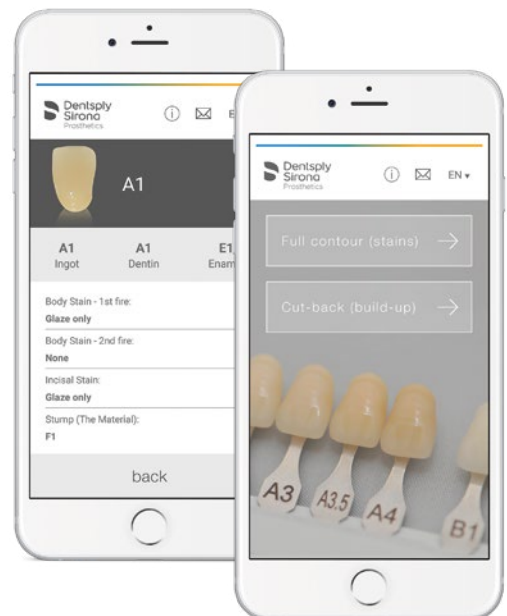 Dentsply
Sirona
Prosthetics
A1
A1 A1
Ingot Dentin
Body Stain - 1st fire:
Glaze only
Body Stain - 2nd fire:
None
Incisal Stain:
Glaze only
Stump (The Material):
F1
back
Dentsply
Sirona
Prosthetics
EN
Full contour (stains)
Cut-back (build-up)
A3 A3.5 A4 B1